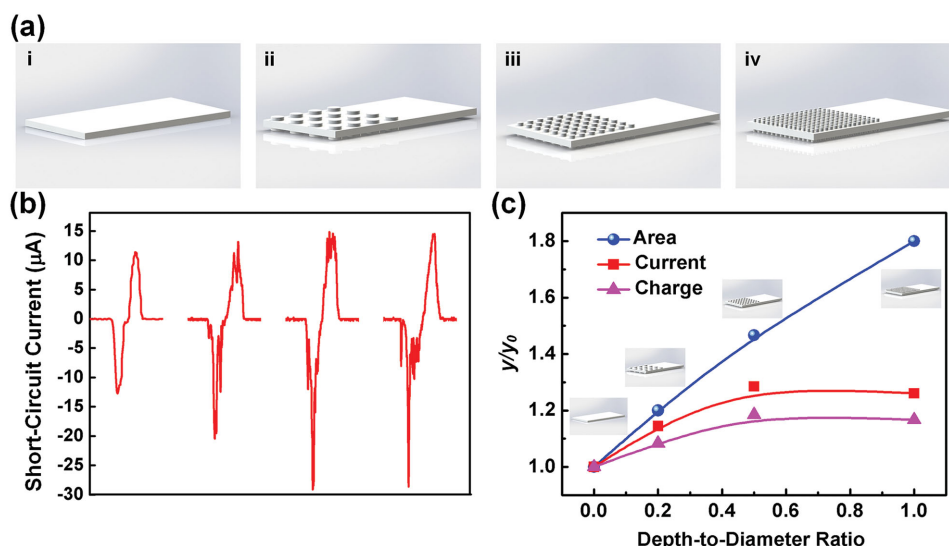 (a)
i
ii
iii
iv
(b)
Short-Circuit Current (μA)
15
10
5
0
-5
-10
-15
-20
-25
-30
(c)
Area
Current
Charge
y/y0
1.8
1.6
1.4
1.2
1.0
0.0 0.2 0.4 0.6 0.8 1.0
Depth-to-Diameter Ratio